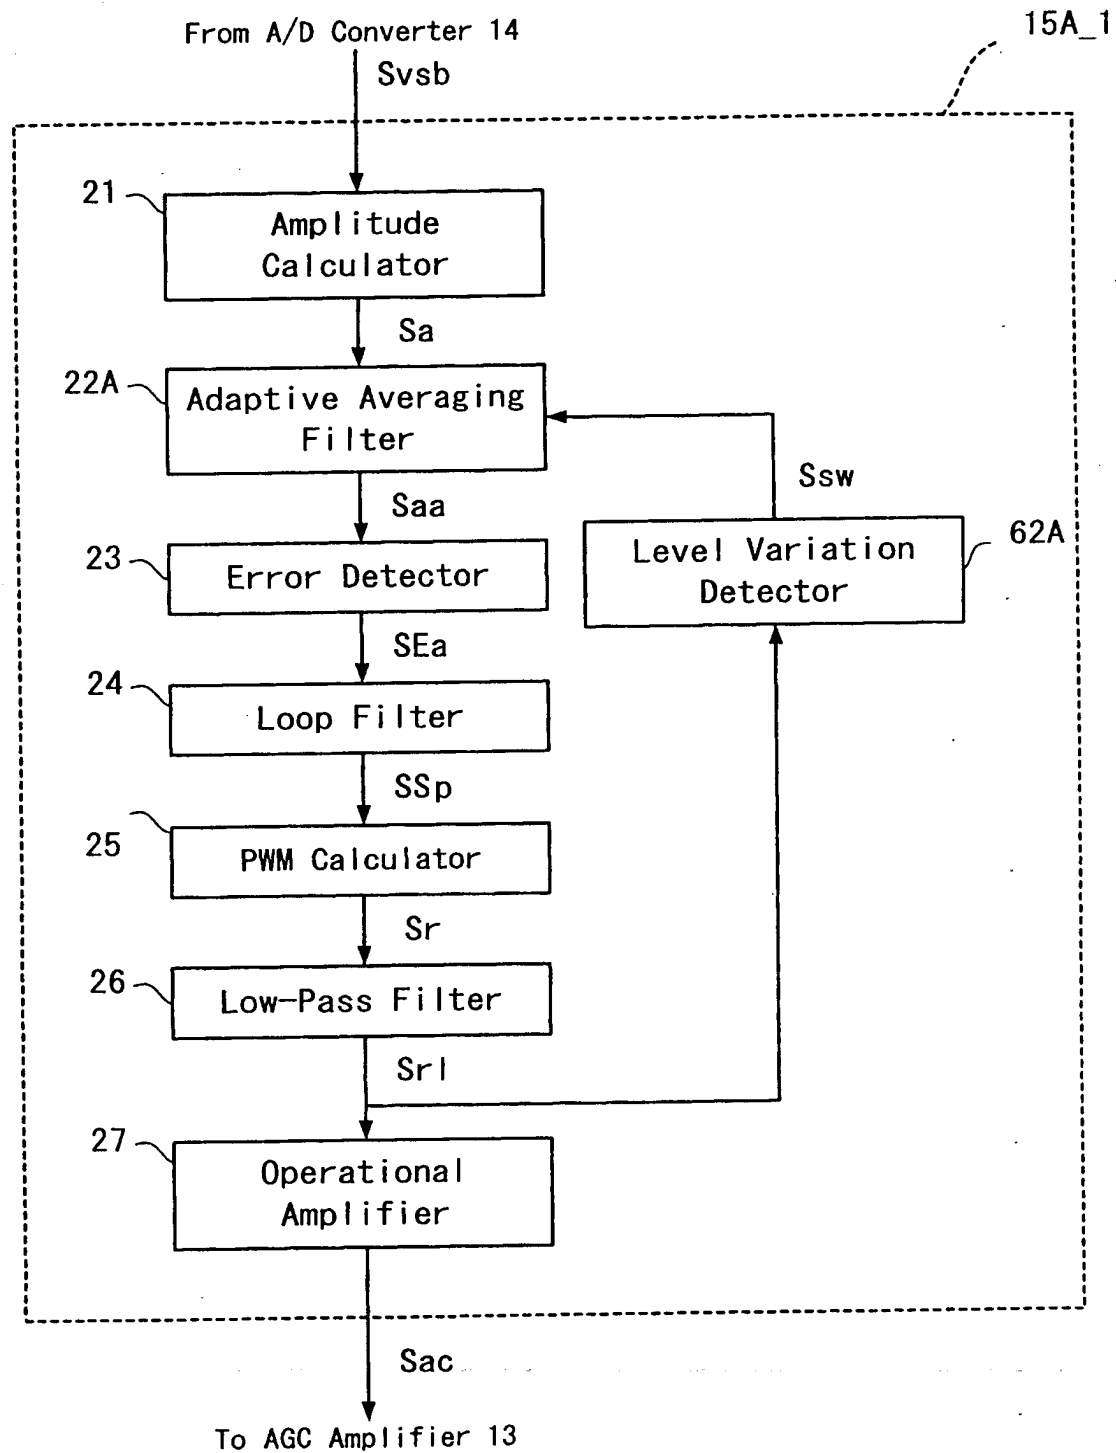 15A_1
From A/D Converter 14
Svsb
21
Amplitude
Calculator
Sa
22A
Adaptive Averaging
Filter
Ssw
Saa
62A
Level Variation
Detector
23
Error Detector
SEa
24
Loop Filter
SSp
25
PWM Calculator
Sr
26
Low-Pass Filter
Srl
27
Operational
Amplifier
Sac
To AGC Amplifier 13